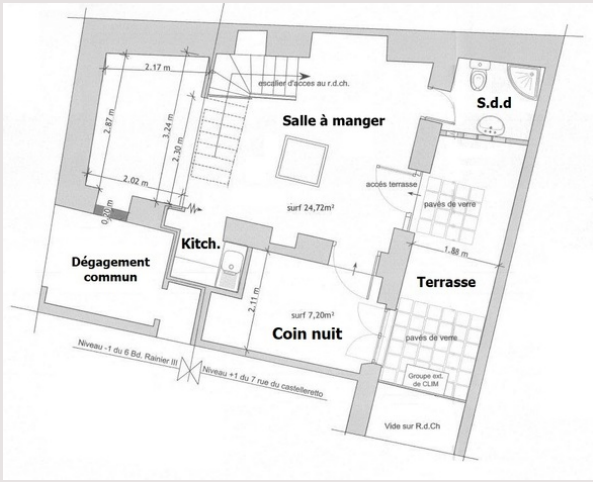 2.17 m
escalier d'accès au r.d.ch.
S.d.d
2.87 m
3.24 m
2.30 m
Salle à manger
accès terrasse
pavés de verre
2.02 m
surf 24,72m²
0.20 m
Kitch.
1.88 m
Dégagement
commun
Terrasse
2.11 m
surf 7,20m²
Coin nuit
pavés de verre
Niveau -1 du 6 Bd. Rainier III
Niveau +1 du 7 rue du castelleretto
Groupe ext.
de CLIM
Vide sur R.d.Ch